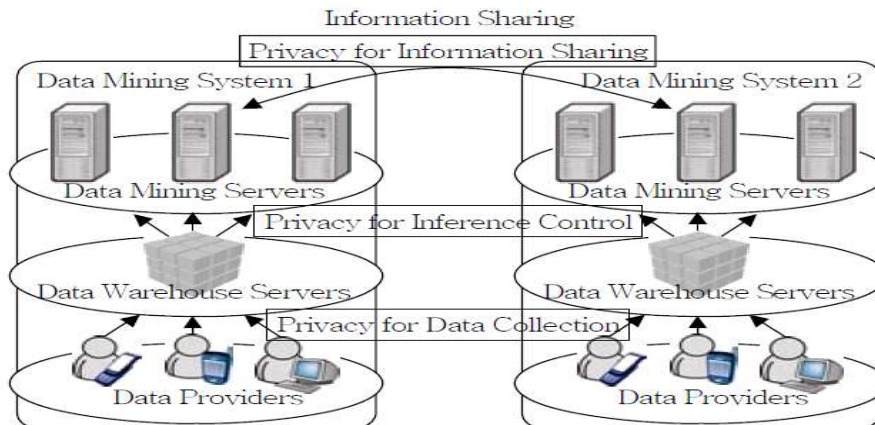 Information Sharing
Privacy for Information Sharing
Data Mining System 1
Data Mining System 2
Data Mining Servers
Data Mining Servers
Privacy for Inference Control
Data Warehouse Servers
Data Warehouse Servers
Privacy for Data Collection
Data Providers
Data Providers